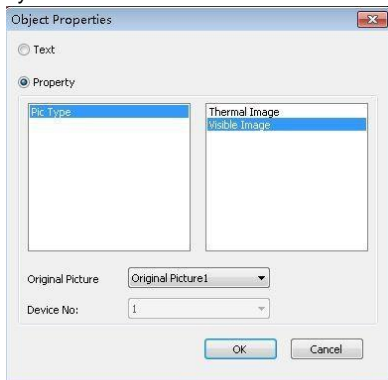 Object Properties
Text
Property
Pic Type
Thermal Image
Visible Image
Original Picture
Original Picture1
Device No:
1
OK
Cancel